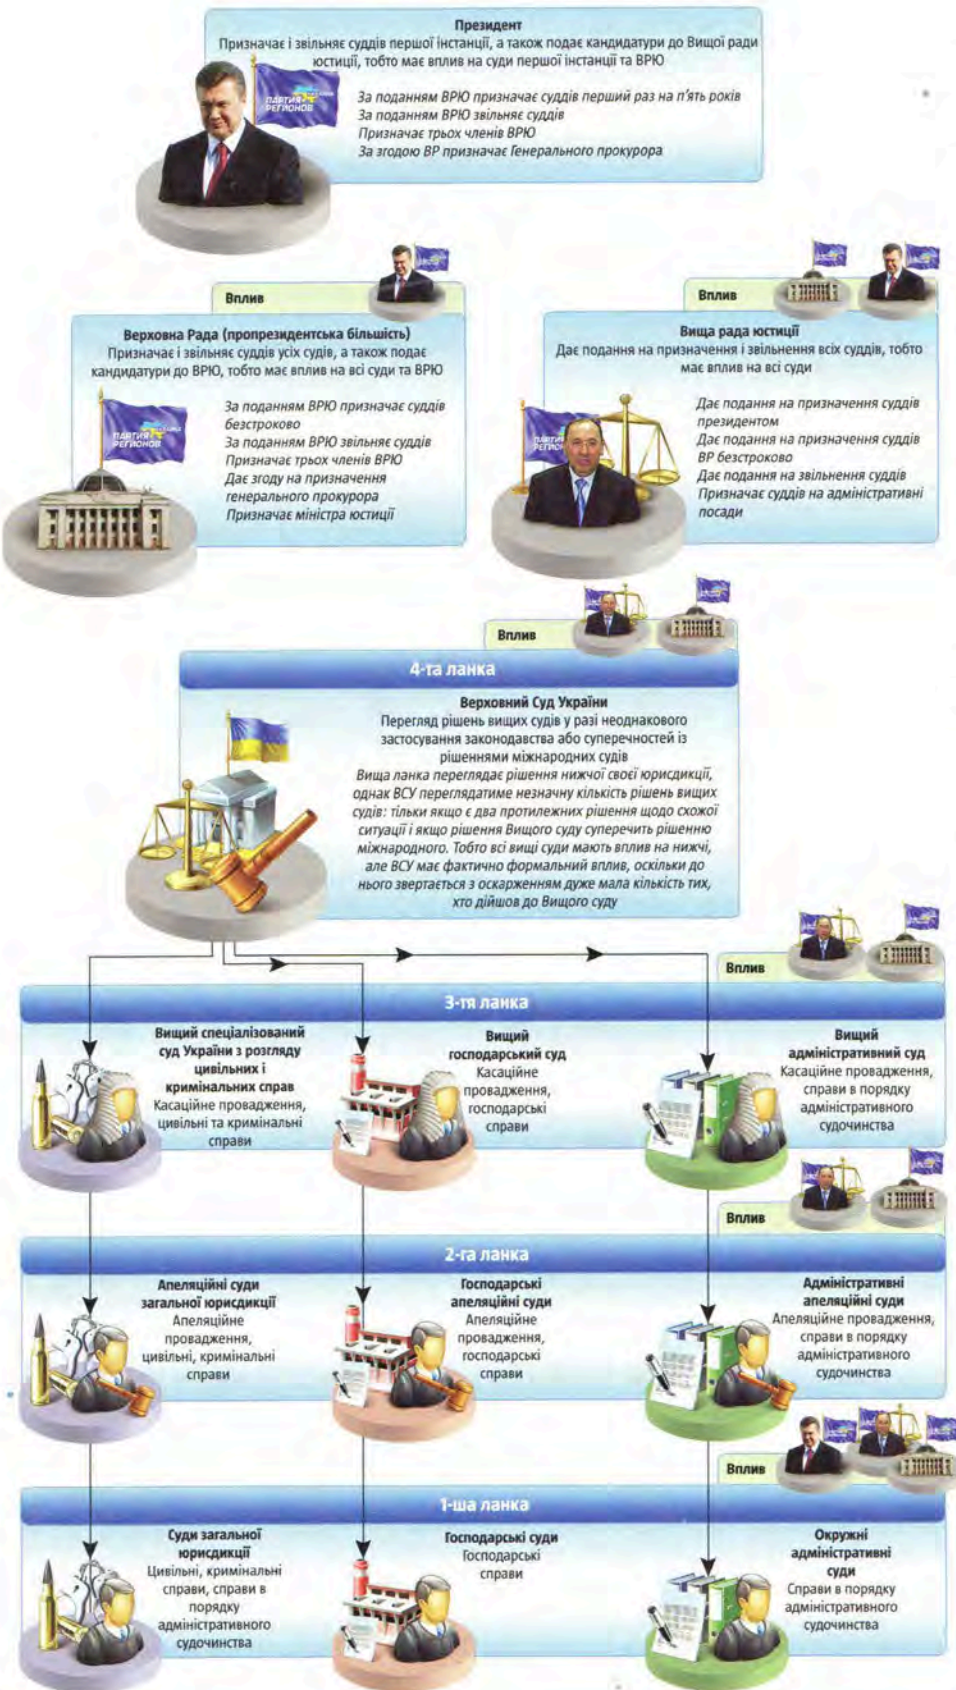 Президент
Призначає і звільняє суддів першої інстанції, а також подає кандидатури до Вищої ради
юстиції, тобто має вплив на суди першої інстанції та ВРЮ
За поданням ВРЮ призначає суддів перший раз на п'ять років
За поданням ВРЮ звільняє суддів
Призначає трьох членів ВРЮ
За згодою ВР призначає Генерального прокурора
ПАРТИЯ
РЕГИОНОВ
Вплив
Верховна Рада (пропрезидентська більшість)
Призначає і звільняє суддів усіх судів, а також подає
кандидатури до ВРЮ, тобто має вплив на всі суди та ВРЮ
За поданням ВРЮ призначає суддів
безстроково
За поданням ВРЮ звільняє суддів
Призначає трьох членів ВРЮ
Дає згоду на призначення
генерального прокурора
Призначає міністра юстиції
ПАРТИЯ
РЕГИОНОВ
Вплив
Вища рада юстиції
Дає подання на призначення і звільнення всіх суддів, тобто
має вплив на всі суди
Дає подання на призначення суддів
президентом
Дає подання на призначення суддів
ВР безстроково
Дає подання на звільнення суддів
Призначає суддів на адміністративні
посади
Вплив
4-та ланка
Верховний Суд України
Перегляд рішень вищих судів у разі неоднакового
застосування законодавства або суперечностей із
рішеннями міжнародних судів
Вища ланка переглядає рішення нижчої своєї юрисдикції,
однак ВСУ переглядатиме незначну кількість рішень вищих
судів: тільки якщо є два протилежних рішення щодо схожої
ситуації і якщо рішення Вищого суду суперечить рішенню
міжнародного. Тобто всі вищі суди мають вплив на нижчі,
але ВСУ має фактично формальний вплив, оскільки до
нього звертається з оскарженням дуже мала кількість тих,
хто дійшов до Вищого суду
Вплив
3-тя ланка
Вищий спеціалізований
суд України з розгляду
цивільних і
кримінальних справ
Касаційне провадження,
цивільні та кримінальні
справи
Вищий
господарський суд
Касаційне
провадження,
господарські
справи
Вищий
адміністративний суд
Касаційне провадження,
справи в порядку
адміністративного
судочинства
Вплив
2-га ланка
Апеляційні суди
загальної юрисдикції
Апеляційне
провадження,
цивільні, кримінальні
справи
Господарські
апеляційні суди
Апеляційне
провадження,
господарські
справи
Адміністративні
апеляційні суди
Апеляційне провадження,
справи в порядку
адміністративного
судочинства
Вплив
1-ша ланка
Суди загальної
юрисдикції
Цивільні, кримінальні
справи, справи в
порядку
адміністративного
судочинства
Господарські суди
Господарські
справи
Окружні
адміністративні
суди
Справи в порядку
адміністративного
судочинства